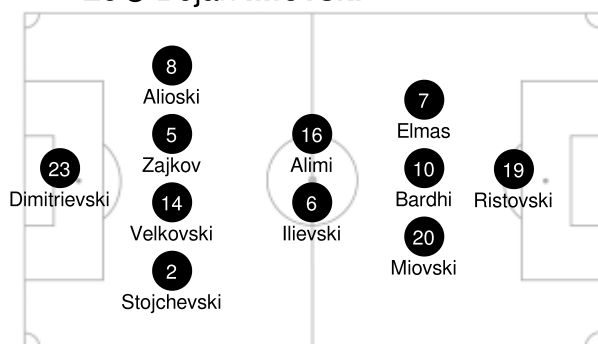 23
Dimitrievski
8
Alioski
5
Zajkov
14
Velkovski
2
Stojchevski
16
Alimi
6
Ilievski
7
Elmas
10
Bardhi
20
Miovski
19
Ristovski